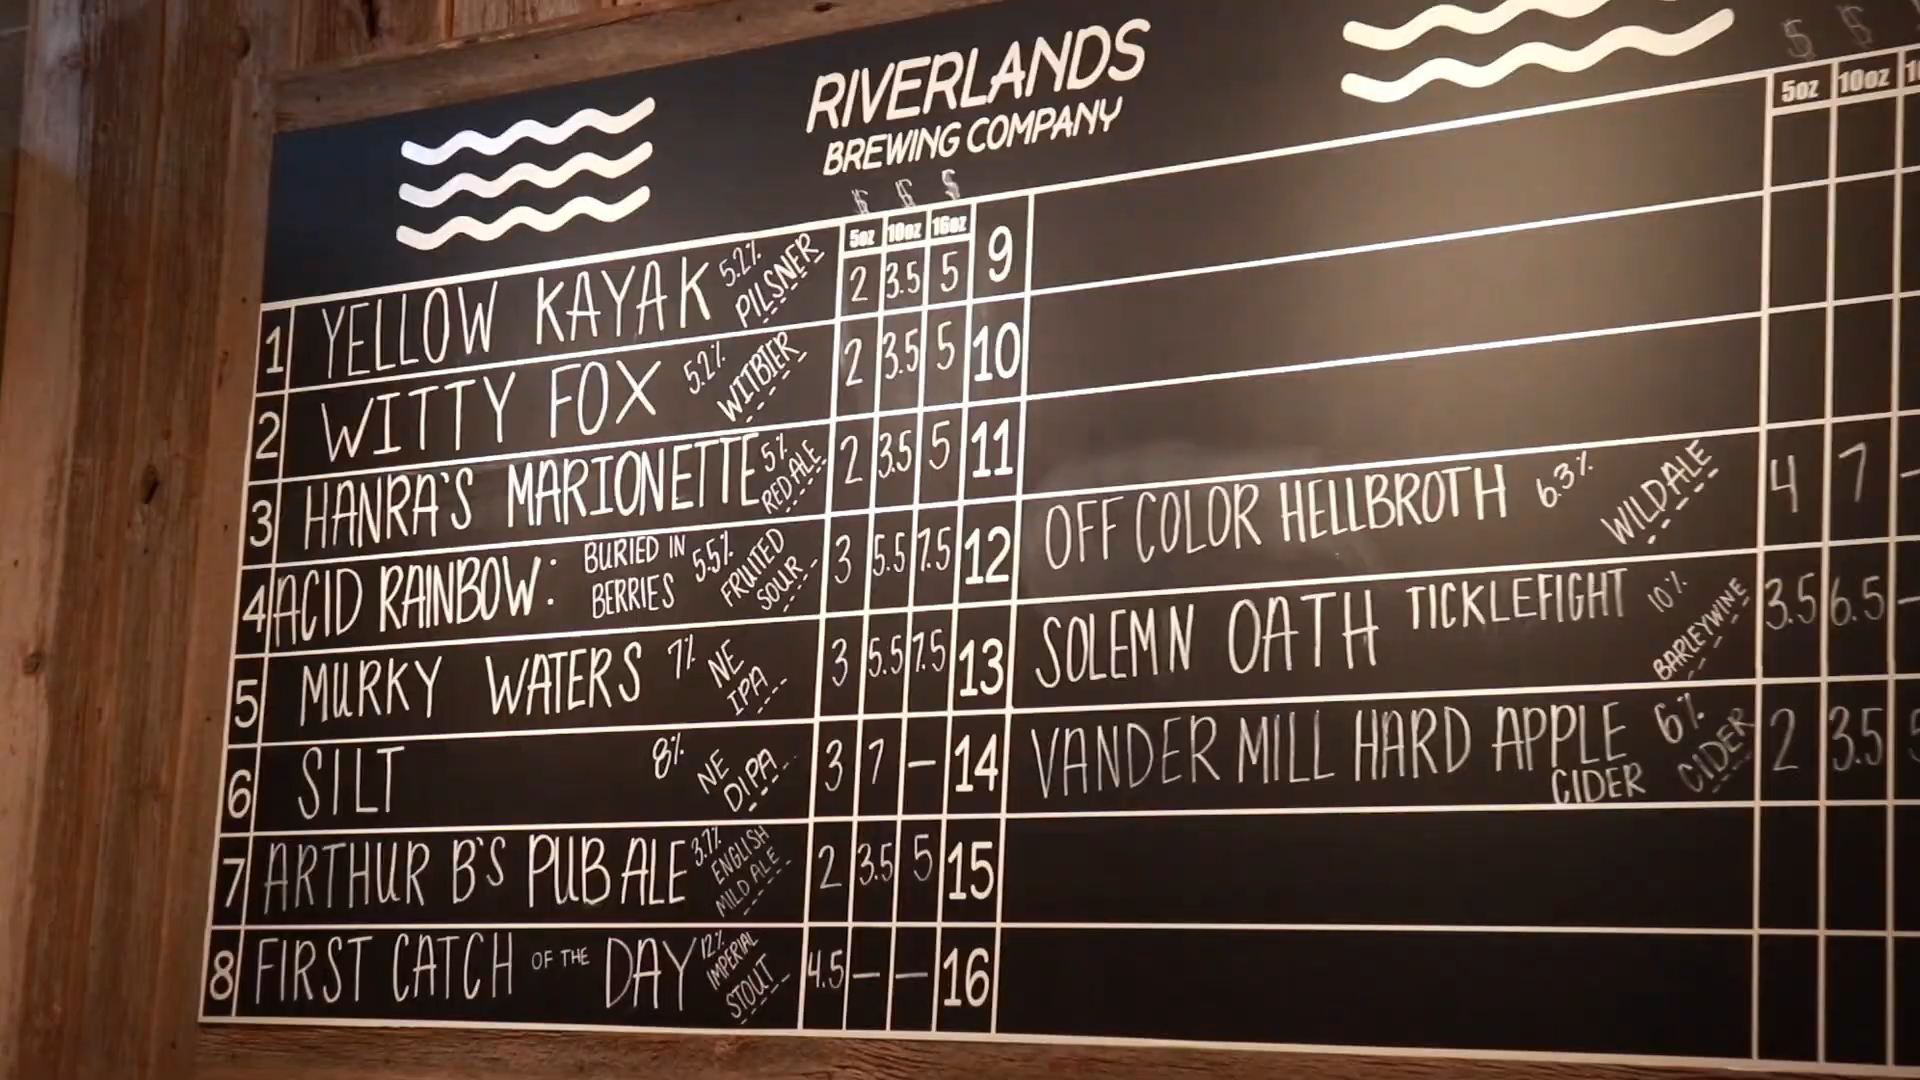 RIVERLANDS
BREWING COMPANY
$ $ $
5oz 10oz 16oz
1 YELLOW KAYAK 5.2% PILSNER 2 3.5 5
2 WITTY FOX 5.2% WITBIER 2 3.5 5
3 HANRA'S MARIONETTE 5% RED ALE 2 3.5 5
4 ACID RAINBOW: BURIED IN BERRIES 5.5% FRUITED SOUR 3 5.5 7.5
5 MURKY WATERS 7% NE IPA 3 5.5 7.5
6 SILT 8% NE DIPA 3 7 —
7 ARTHUR B'S PUB ALE 3.7% ENGLISH MILD ALE 2 3.5 5
8 FIRST CATCH OF THE DAY 12% IMPERIAL STOUT 4.5 — —
$ $
5oz 10oz
9
10
11
12 OFF COLOR HELLBROTH 6.3% WILD ALE 4 7 —
13 SOLEMN OATH TICKLEFIGHT 10% BARLEYWINE 3.5 6.5 —
14 VANDER MILL HARD APPLE CIDER 6% CIDER 2 3.5
15
16